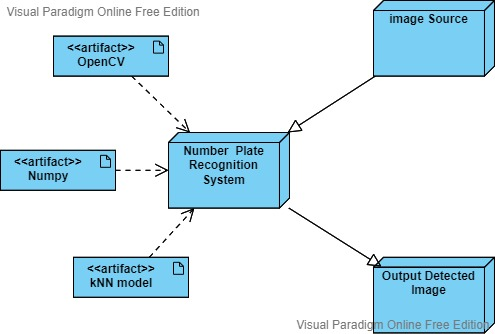 Visual Paradigm Online Free Edition
image Source
<<artifact>>
OpenCV
Number Plate
Recognition
System
<<artifact>>
Numpy
<<artifact>>
kNN model
Output Detected
Image
Visual Paradigm Online Free Edition